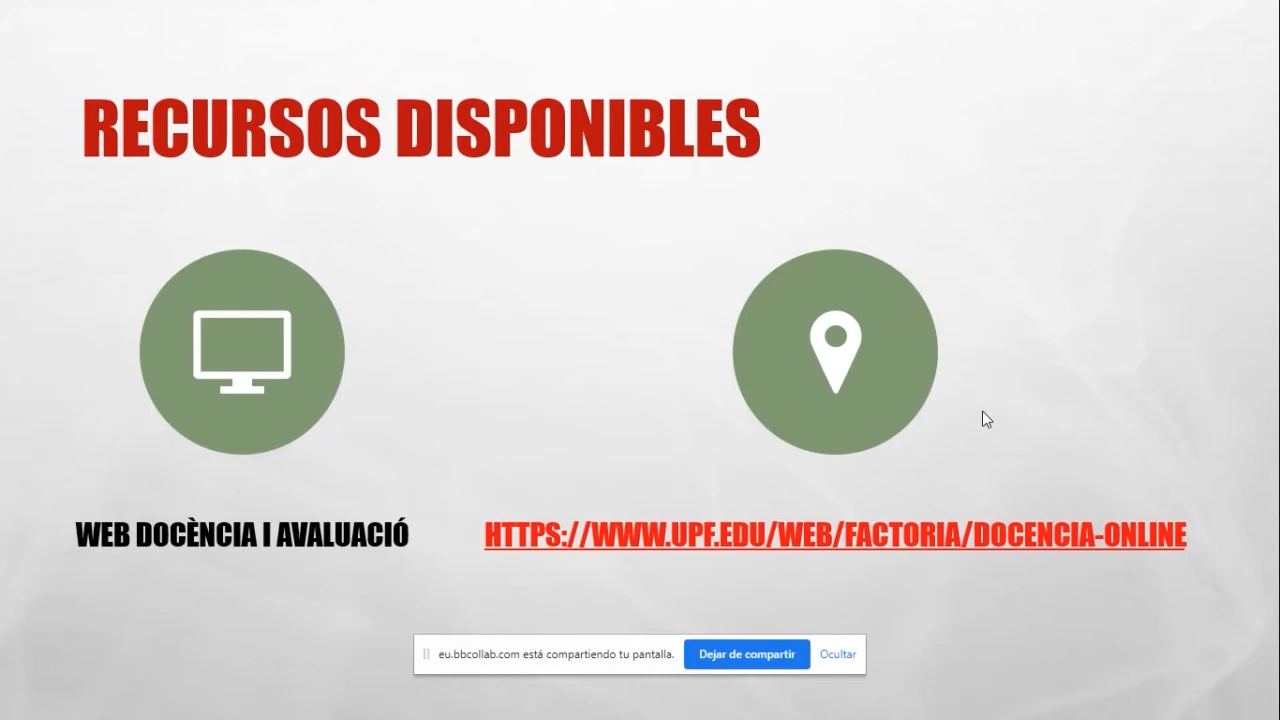 RECURSOS DISPONIBLES
WEB DOCÈNCIA I AVALUACIÓ
HTTPS://WWW.UPF.EDU/WEB/FACTORIA/DOCENCIA-ONLINE
eu.bbcollab.com está compartiendo tu pantalla.
Dejar de compartir
Ocultar